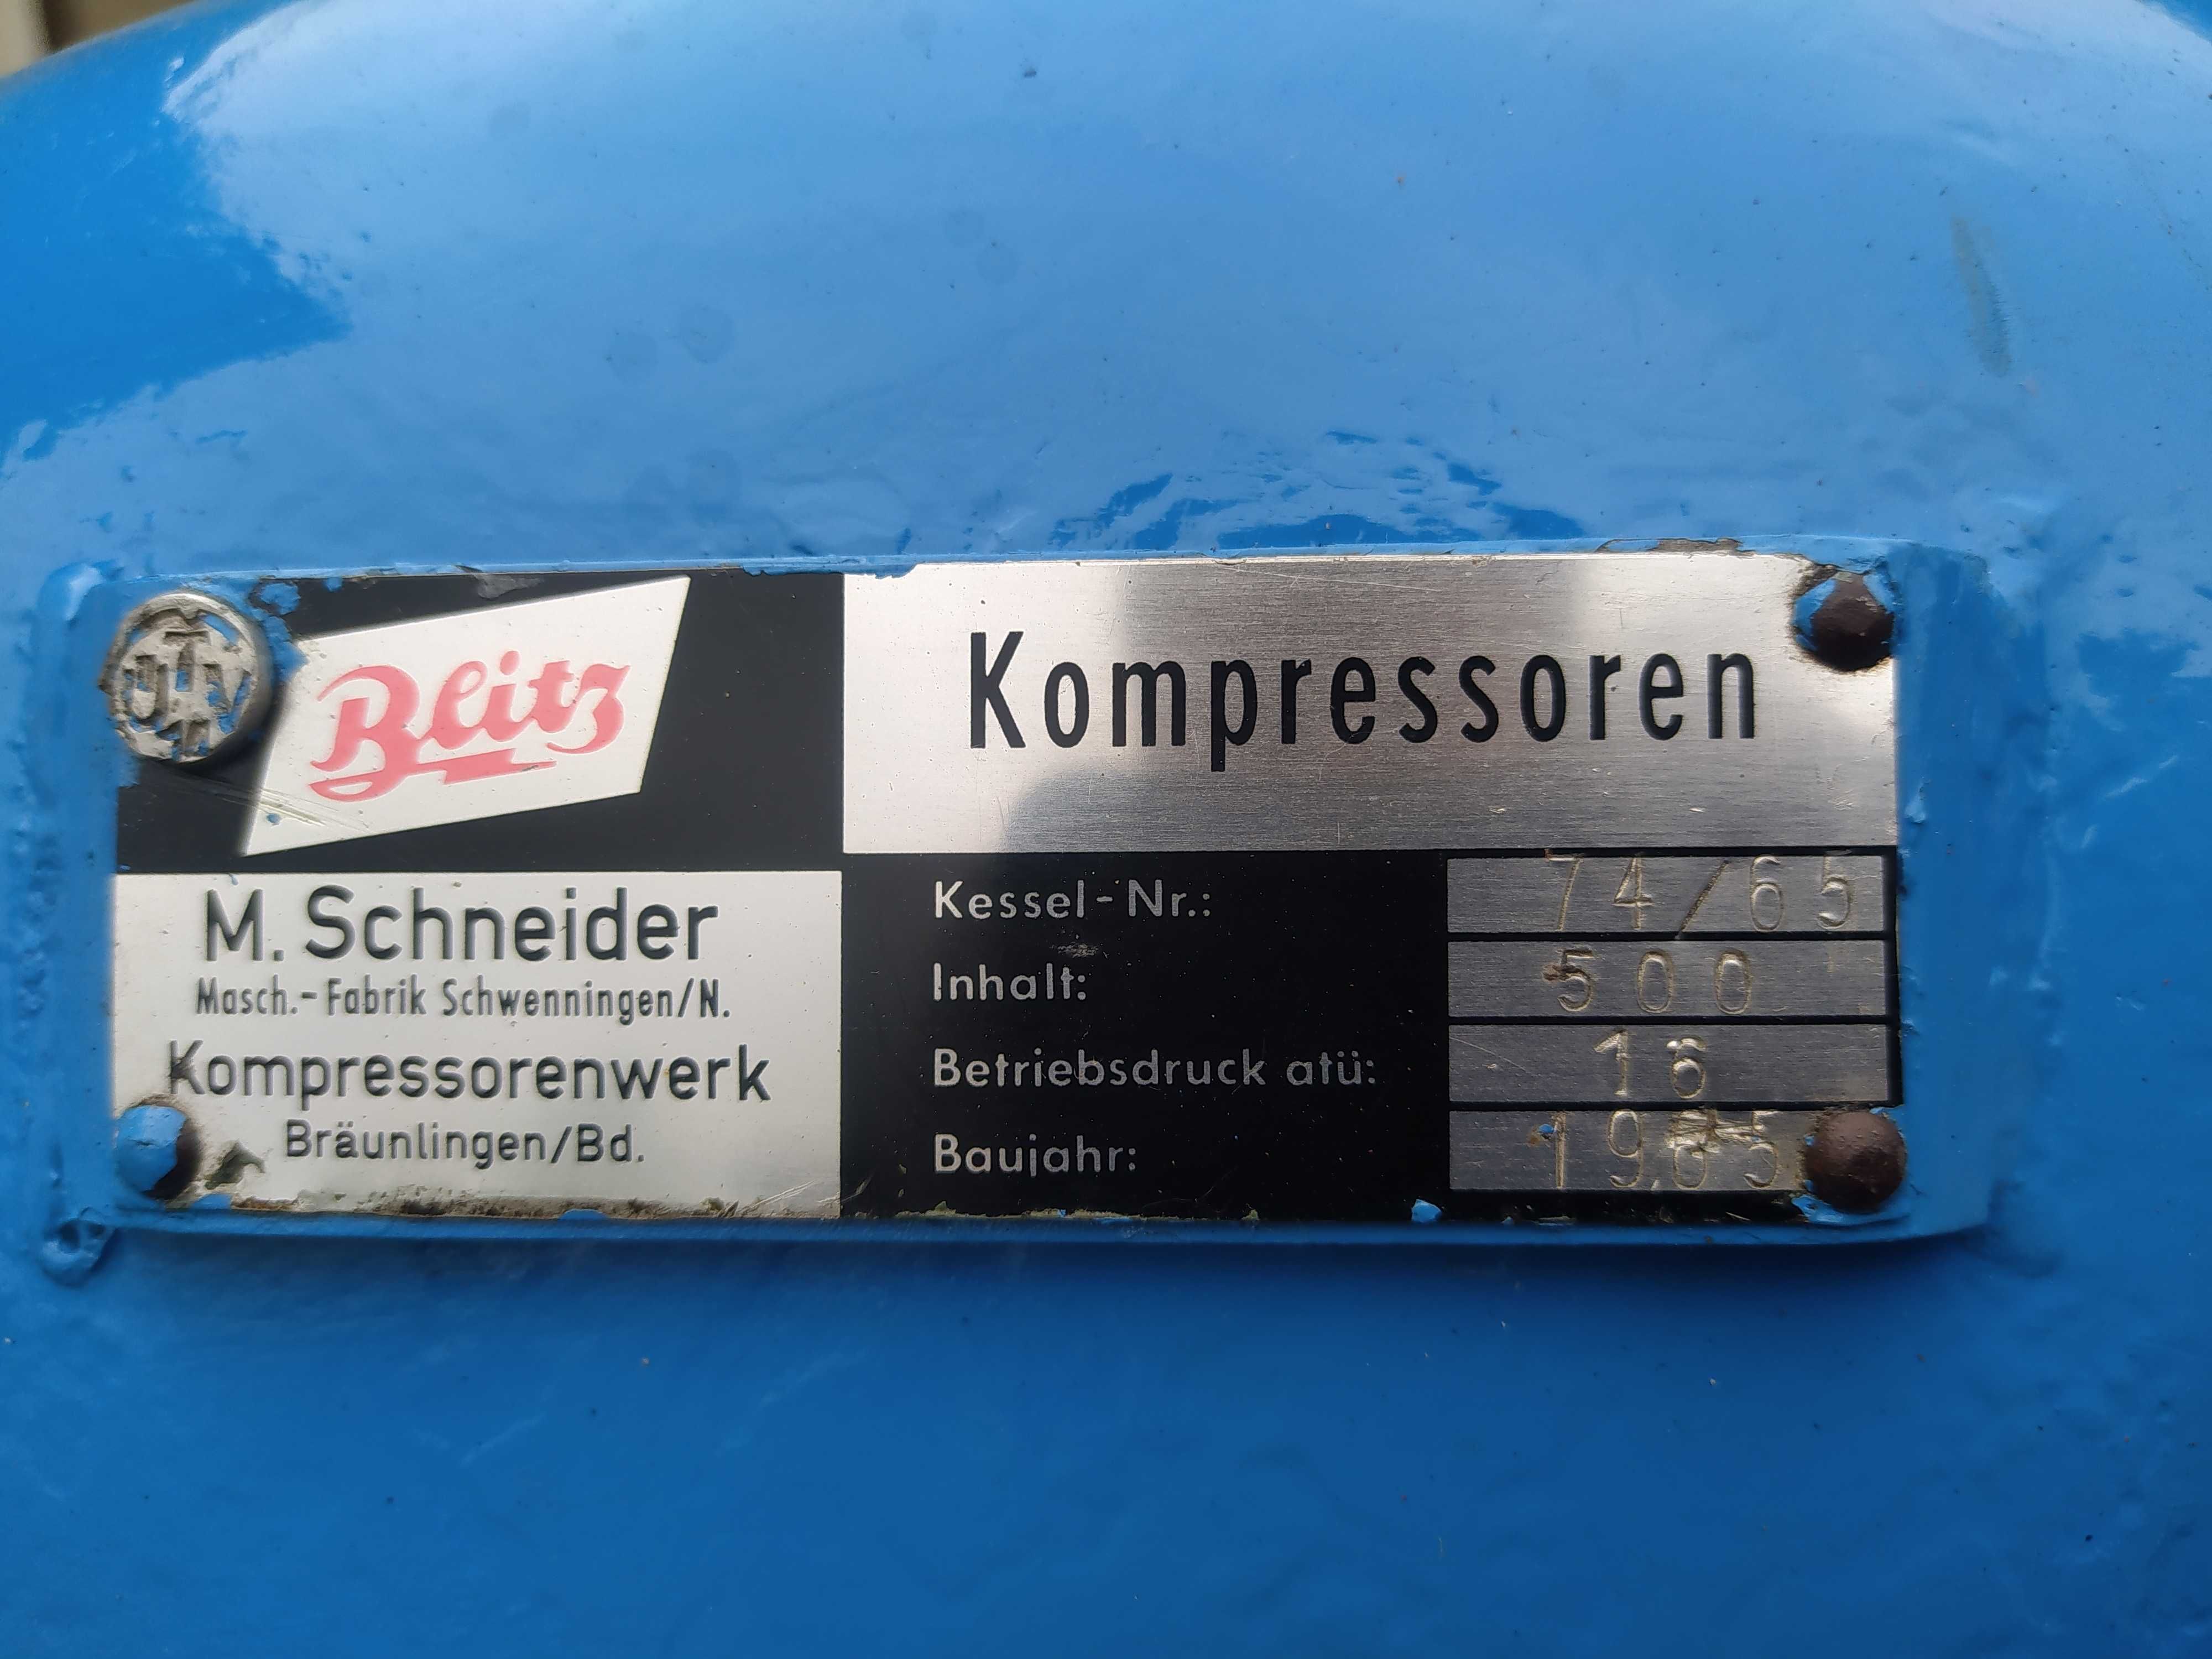 Blitz
Kompressoren
M. Schneider
Masch.-Fabrik Schwenningen/N.
Kompressorenwerk
Bräunlingen/Bd.
Kessel-Nr.: 74/65
Inhalt: 500
Betriebsdruck atü: 16
Baujahr: 1965